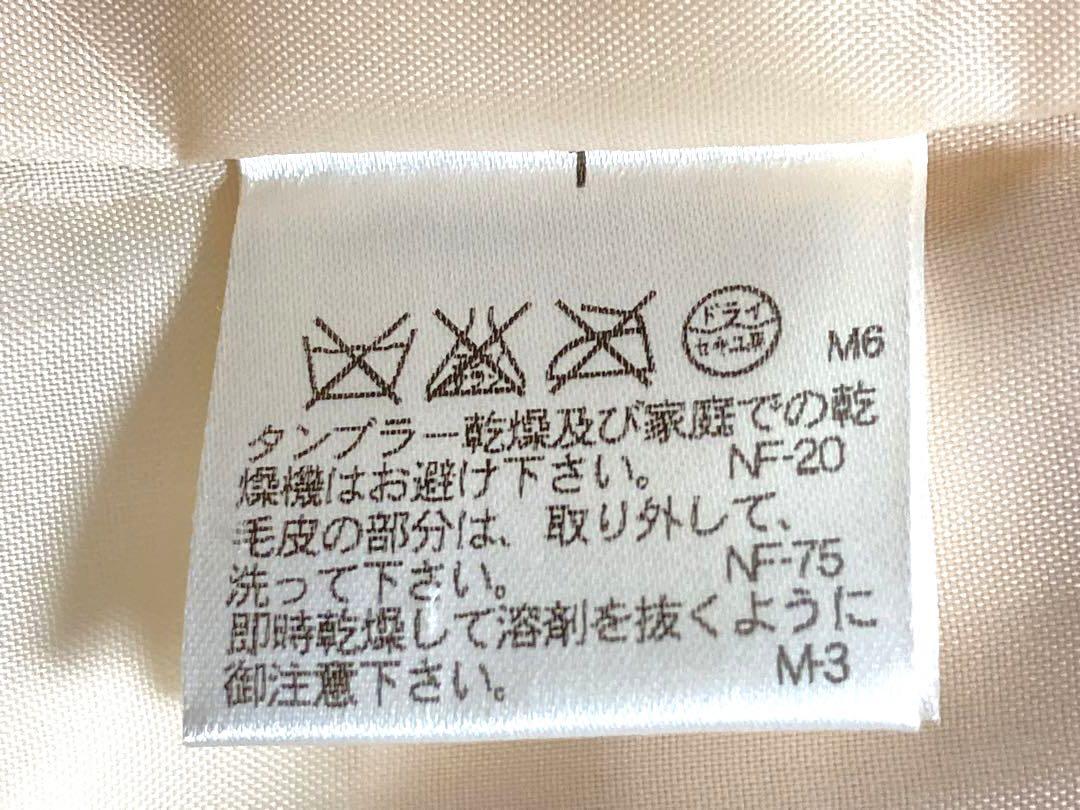 ドライ
セキユ系
M6
タンブラー乾燥及び家庭での乾
燥機はお避け下さい。 NF-20
毛皮の部分は、取り外して、
洗って下さい。 NF-75
即時乾燥して溶剤を抜くように
御注意下さい。 M-3